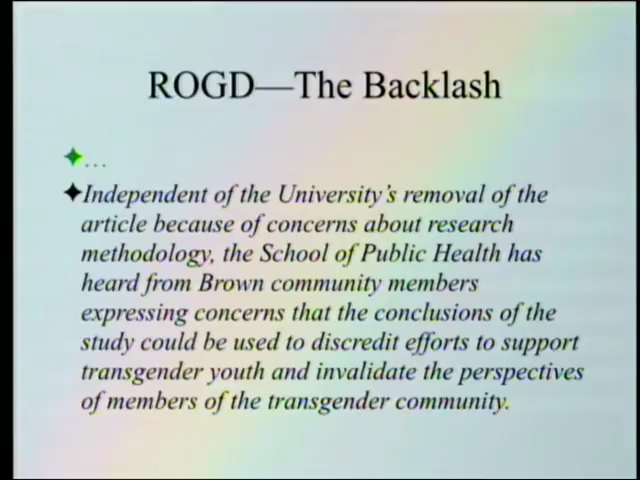 ROGD—The Backlash
...
Independent of the University's removal of the
article because of concerns about research
methodology, the School of Public Health has
heard from Brown community members
expressing concerns that the conclusions of the
study could be used to discredit efforts to support
transgender youth and invalidate the perspectives
of members of the transgender community.